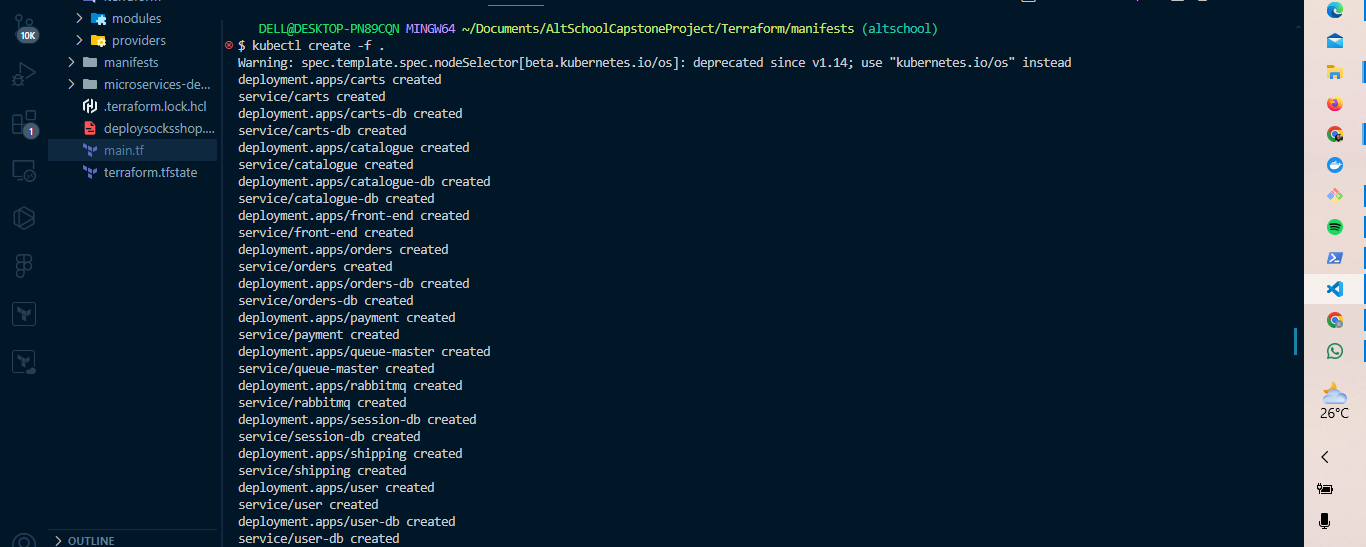 modules
providers
manifests
microservices-de...
.terraform.lock.hcl
deploysocksshop....
main.tf
terraform.tfstate
OUTLINE
10K
1
DELL@DESKTOP-PN89CQN MINGW64 ~/Documents/AltSchoolCapstoneProject/Terraform/manifests (altschool)
$ kubectl create -f .
Warning: spec.template.spec.nodeSelector[beta.kubernetes.io/os]: deprecated since v1.14; use "kubernetes.io/os" instead
deployment.apps/carts created
service/carts created
deployment.apps/carts-db created
service/carts-db created
deployment.apps/catalogue created
service/catalogue created
deployment.apps/catalogue-db created
service/catalogue-db created
deployment.apps/front-end created
service/front-end created
deployment.apps/orders created
service/orders created
deployment.apps/orders-db created
service/orders-db created
deployment.apps/payment created
service/payment created
deployment.apps/queue-master created
service/queue-master created
deployment.apps/rabbitmq created
service/rabbitmq created
deployment.apps/session-db created
service/session-db created
deployment.apps/shipping created
service/shipping created
deployment.apps/user created
service/user created
deployment.apps/user-db created
service/user-db created
26°C